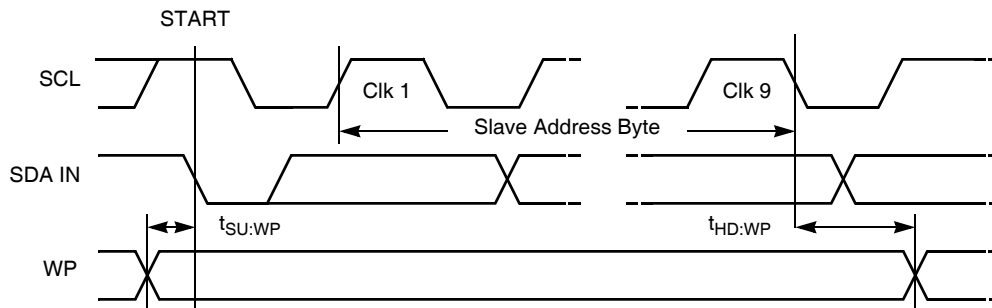 START
SCL
Clk 1
Clk 9
Slave Address Byte
SDA IN
tSU:WP
tHD:WP
WP